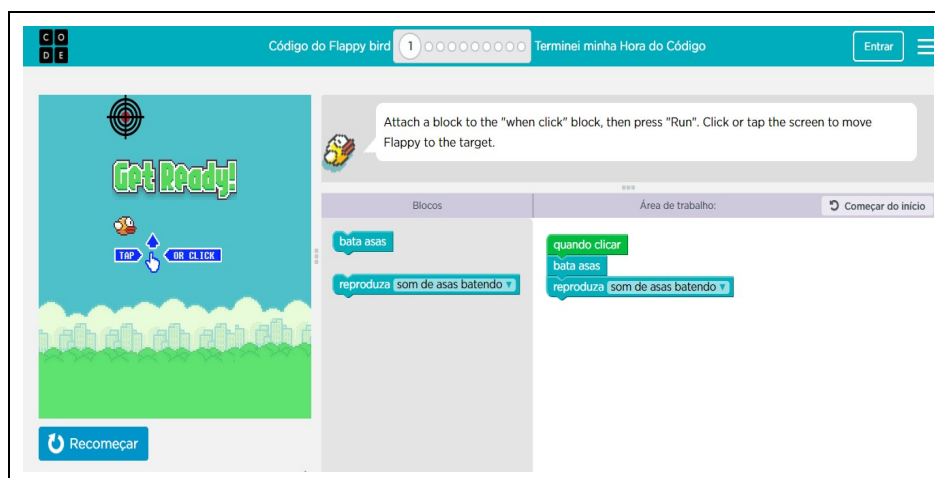 CO
DE
Código do Flappy bird 1 Terminei minha Hora do Código
Entrar
Get Ready!
TAP OR CLICK
Recomeçar
Attach a block to the "when click" block, then press "Run". Click or tap the screen to move
Flappy to the target.
Blocos
Área de trabalho:
Começar do início
bata asas
reproduza som de asas batendo
quando clicar
bata asas
reproduza som de asas batendo